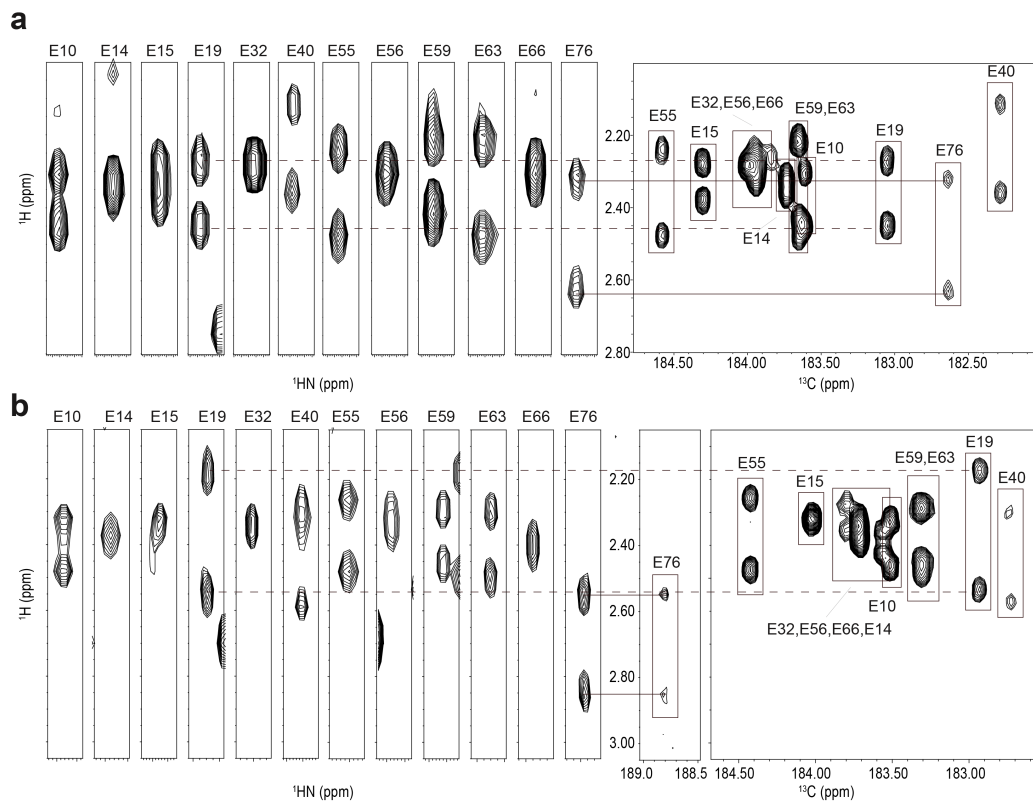 a
E10 E14 E15 E19 E32 E40 E55 E56 E59 E63 E66 E76
E32,E56,E66 E59,E63 E40
E55 E15 E10 E19 E76
E14
2.20
2.40
2.60
2.80
¹H (ppm)
¹H (ppm)
184.50 184.00 183.50 183.00 182.50
¹HN (ppm) ¹³C (ppm)
b
E10 E14 E15 E19 E32 E40 E55 E56 E59 E63 E66 E76
E19
E59,E63 E40
E55 E15
E76
E10
E32,E56,E66,E14
2.20
2.40
2.60
2.80
3.00
¹H (ppm)
¹H (ppm)
189.0 188.5 184.50 184.00 183.50 183.00
¹HN (ppm) ¹³C (ppm)